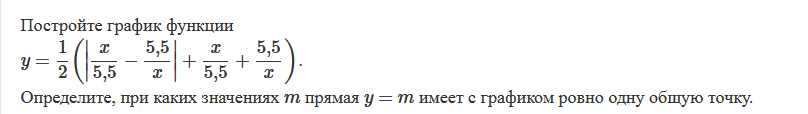 Постройте график функции
y = 1/2 (|x/5,5 − 5,5/x| + x/5,5 + 5,5/x).
Определите, при каких значениях m прямая y = m имеет с графиком ровно одну общую точку.